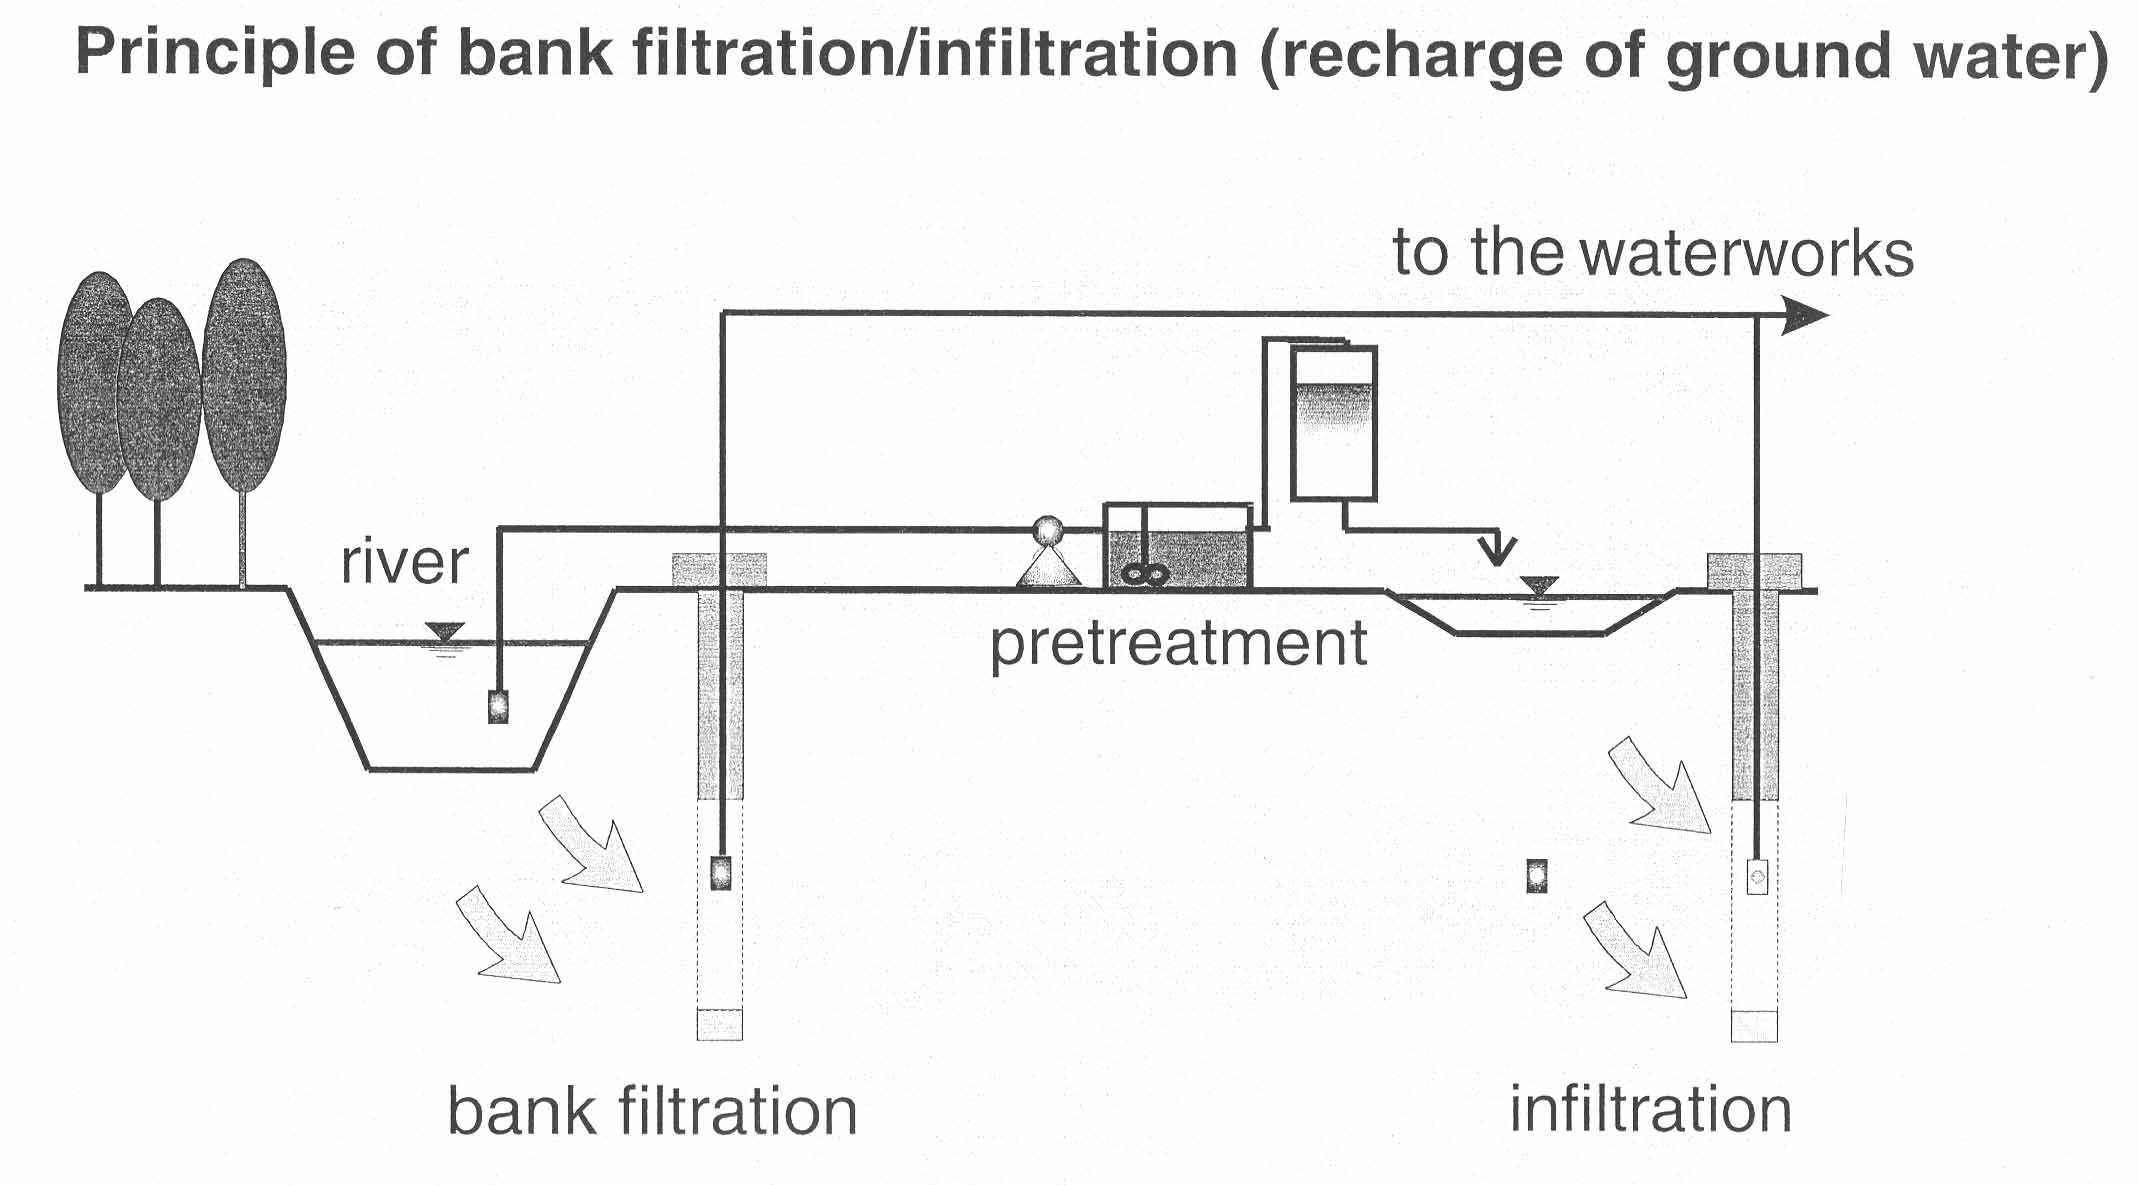 Principle of bank filtration/infiltration (recharge of ground water)
to the waterworks
river
pretreatment
bank filtration
infiltration